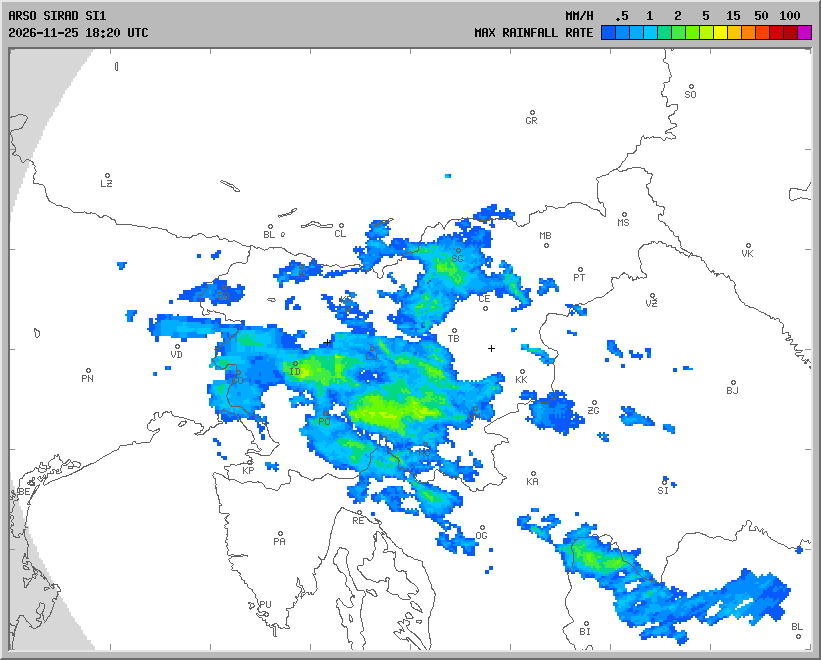 ARSO SIRAD SI1
2026-11-25 18:20 UTC
MM/H .5 1 2 5 15 50 100
MAX RAINFALL RATE
SO
GR
LZ
MS
BL
CL
MB
VK
SG
PT
CE
VZ
TB
VD
ID
KK
PN
BJ
ZG
PO
KP
KA
SI
BE
RE
OG
PA
PU
BI
BL